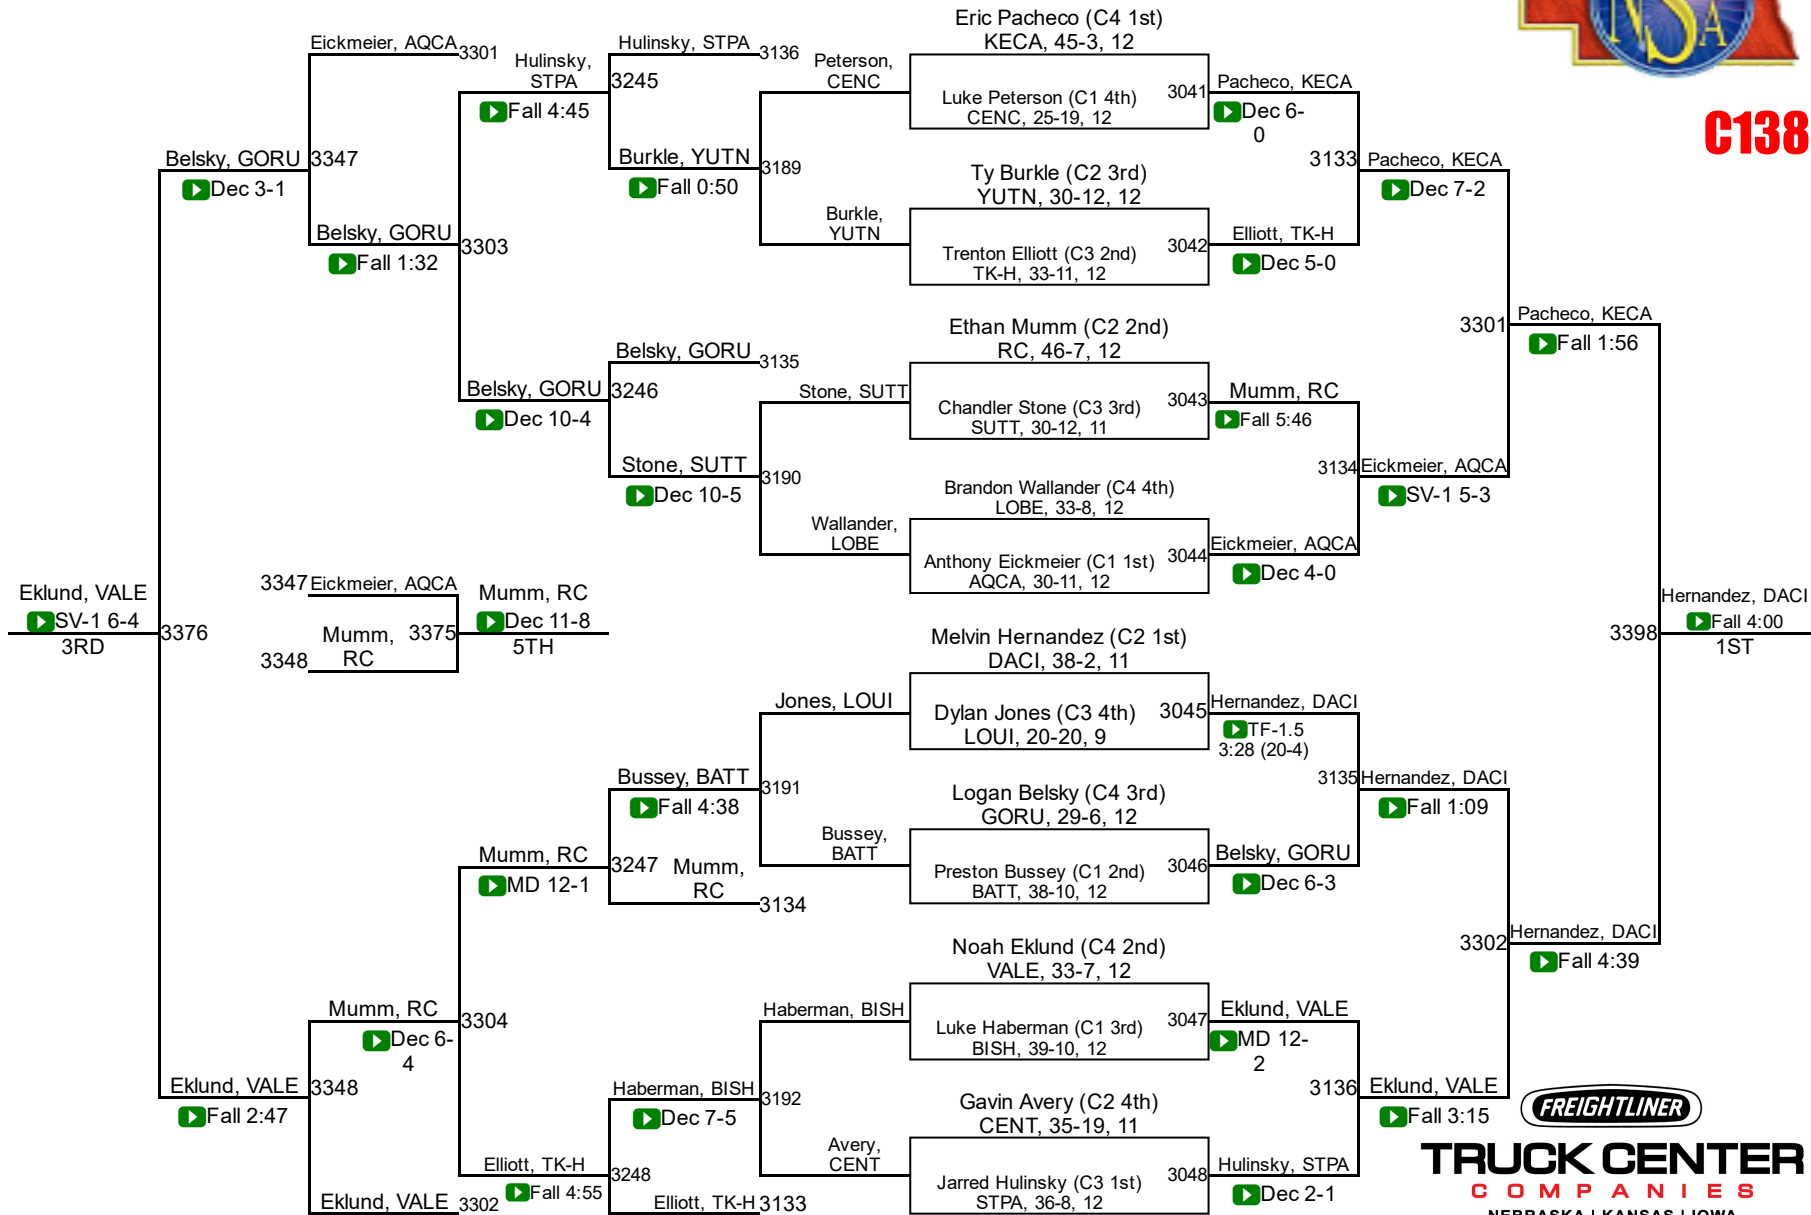 Eric Pacheco (C4 1st)
KECA, 45-3, 12
Luke Peterson (C1 4th)
CENC, 25-19, 12
3041
Ty Burkle (C2 3rd)
YUTN, 30-12, 12
Trenton Elliott (C3 2nd)
TK-H, 33-11, 12
3042
Ethan Mumm (C2 2nd)
RC, 46-7, 12
Chandler Stone (C3 3rd)
SUTT, 30-12, 11
3043
Brandon Wallander (C4 4th)
LOBE, 33-8, 12
Anthony Eickmeier (C1 1st)
AQCA, 30-11, 12
3044
Melvin Hernandez (C2 1st)
DACI, 38-2, 11
Dylan Jones (C3 4th)
LOUI, 20-20, 9
3045
Logan Belsky (C4 3rd)
GORU, 29-6, 12
Preston Bussey (C1 2nd)
BATT, 38-10, 12
3046
Noah Eklund (C4 2nd)
VALE, 33-7, 12
Luke Haberman (C1 3rd)
BISH, 39-10, 12
3047
Gavin Avery (C2 4th)
CENT, 35-19, 11
Jarred Hulinsky (C3 1st)
STPA, 36-8, 12
3048
Pacheco, KECA
Dec 6-
0
3133
Elliott, TK-H
Dec 5-0
Mumm, RC
Fall 5:46
3134
Eickmeier, AQCA
Dec 4-0
Hernandez, DACI
TF-1.5
3:28 (20-4)
3135
Belsky, GORU
Dec 6-3
Eklund, VALE
MD 12-
2
3136
Hulinsky, STPA
Dec 2-1
Pacheco, KECA
Dec 7-2
3301
Eickmeier, AQCA
SV-1 5-3
Hernandez, DACI
Fall 1:09
3302
Eklund, VALE
Fall 3:15
Pacheco, KECA
Fall 1:56
3398
Hernandez, DACI
Fall 4:39
Hernandez, DACI
Fall 4:00
1ST
Peterson,
CENC
3189
Burkle,
YUTN
Stone, SUTT
3190
Wallander,
LOBE
Jones, LOUI
3191
Bussey,
BATT
Haberman, BISH
3192
Avery,
CENT
Hulinsky, STPA
3136
3245
Burkle, YUTN
Fall 0:50
Belsky, GORU
3135
3246
Stone, SUTT
Dec 10-5
Bussey, BATT
Fall 4:38
3247
Mumm,
RC
3134
Haberman, BISH
Dec 7-5
3248
Elliott, TK-H
3133
Hulinsky,
STPA
Fall 4:45
3303
Belsky, GORU
Dec 10-4
Mumm, RC
MD 12-1
3304
Elliott, TK-H
Fall 4:55
Eickmeier, AQCA
3301
3347
Belsky, GORU
Fall 1:32
Mumm, RC
Dec 6-
4
3348
Eklund, VALE
3302
Belsky, GORU
Dec 3-1
3376
Eklund, VALE
Fall 2:47
Eklund, VALE
SV-1 6-4
3RD
3347
Eickmeier, AQCA
3348
Mumm,
RC
3375
Mumm, RC
Dec 11-8
5TH
NSA
C138
FREIGHTLINER
TRUCK CENTER
COMPANIES
NEBRASKA | KANSAS | IOWA